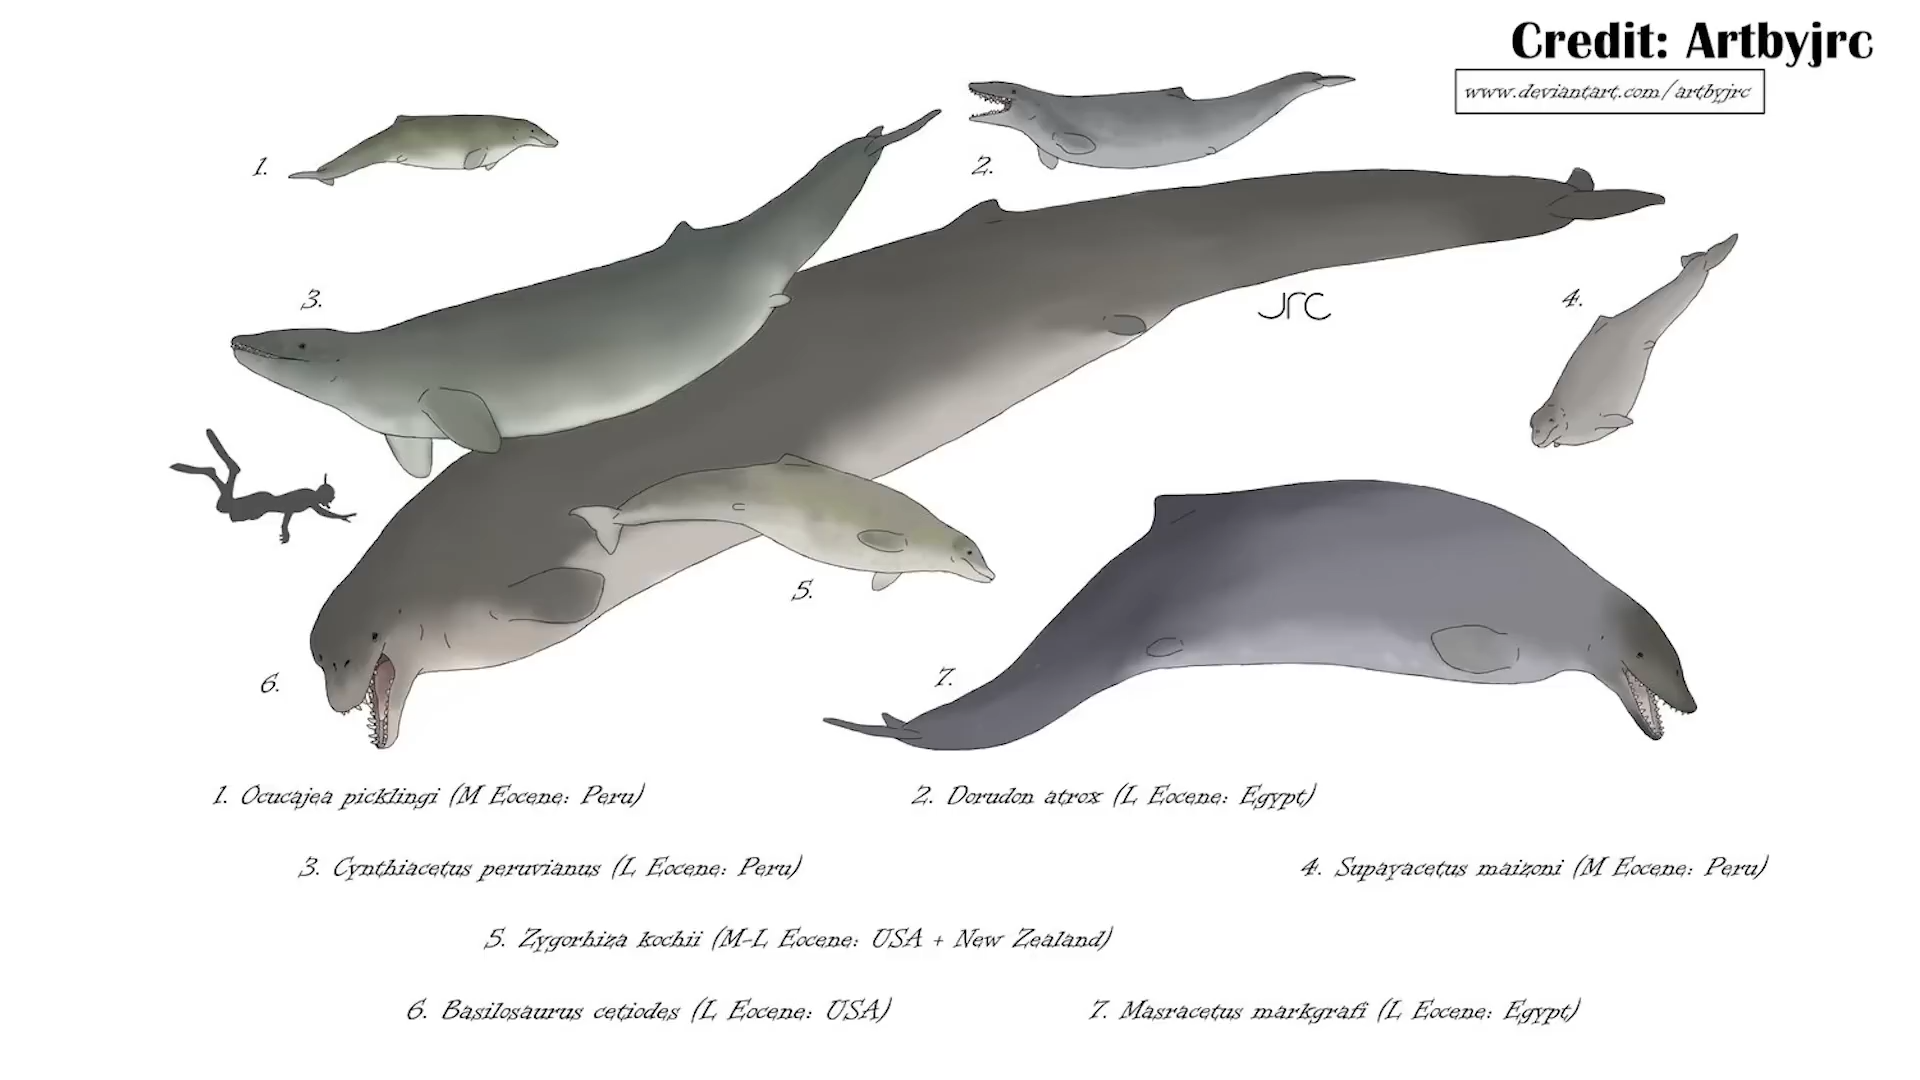 Credit: Artbyjrc
www.deviantart.com/artbyjrc
1.
2.
3.
4.
jrc
5.
6.
7.
1. Ocucajea picklingi (M Eocene: Peru)
2. Dorudon atrox (L Eocene: Egypt)
3. Cynthiacetus peruvianus (L Eocene: Peru)
4. Supayacetus maizoni (M Eocene: Peru)
5. Zygorhiza kochii (M-L Eocene: USA + New Zealand)
6. Basilosaurus cetiodes (L Eocene: USA)
7. Masracetus markgrafi (L Eocene: Egypt)